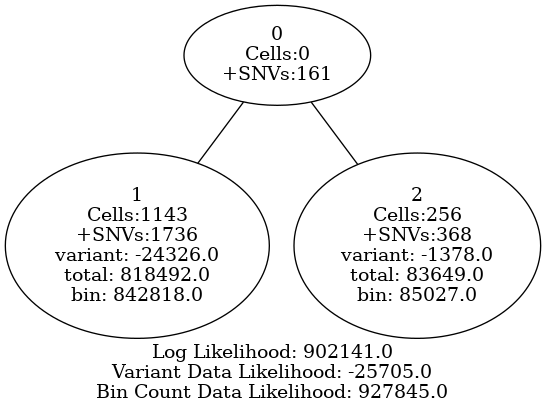 0
Cells:0
+SNVs:161
1
Cells:1143
+SNVs:1736
variant: -24326.0
total: 818492.0
bin: 842818.0
2
Cells:256
+SNVs:368
variant: -1378.0
total: 83649.0
bin: 85027.0
Log Likelihood: 902141.0
Variant Data Likelihood: -25705.0
Bin Count Data Likelihood: 927845.0